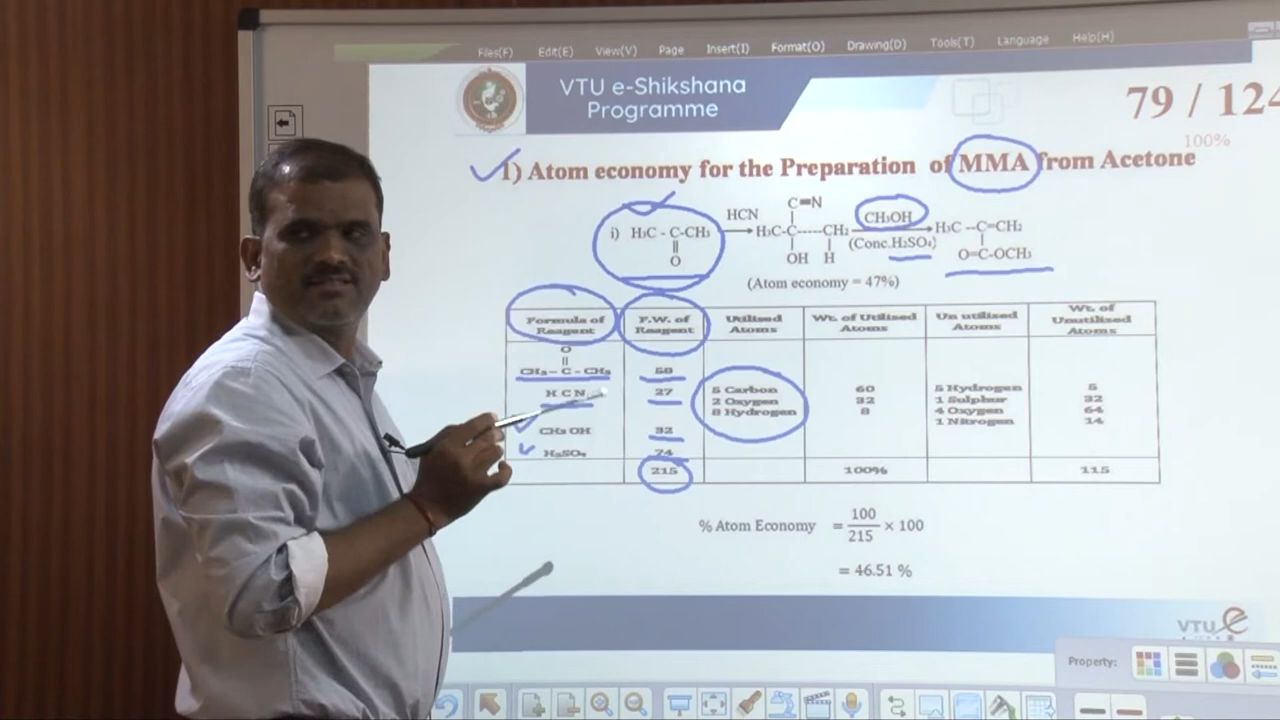 Files(F) Edit(E) View(V) Page Insert(I) Format(O) Drawing(D) Tools(T) Language Help(H)
VTU e-Shikshana
Programme
79 / 124
100%
1) Atom economy for the Preparation of MMA from Acetone
C≡N
HCN CH₃OH
i) H₃C - C-CH₃ H₃C-C-----CH₂ (Conc.H₂SO₄) H₃C --C=CH₂
O OH H O=C-OCH₃
(Atom economy = 47%)
Formula of Reagent F.W. of Reagent Utilised Atoms Wt. of Utilised Atoms Un utilised Atoms Wt. of Unutilised Atoms
O
CH₃ – C – CH₃ 58
H C N 27 5 Carbon 60 5 Hydrogen 5
2 Oxygen 32 1 Sulphur 32
8 Hydrogen 8 4 Oxygen 64
CH₃ OH 32 1 Nitrogen 14
H₂SO₄ 74
215 100% 115
% Atom Economy = 100/215 × 100
= 46.51 %
VTU e
Property: